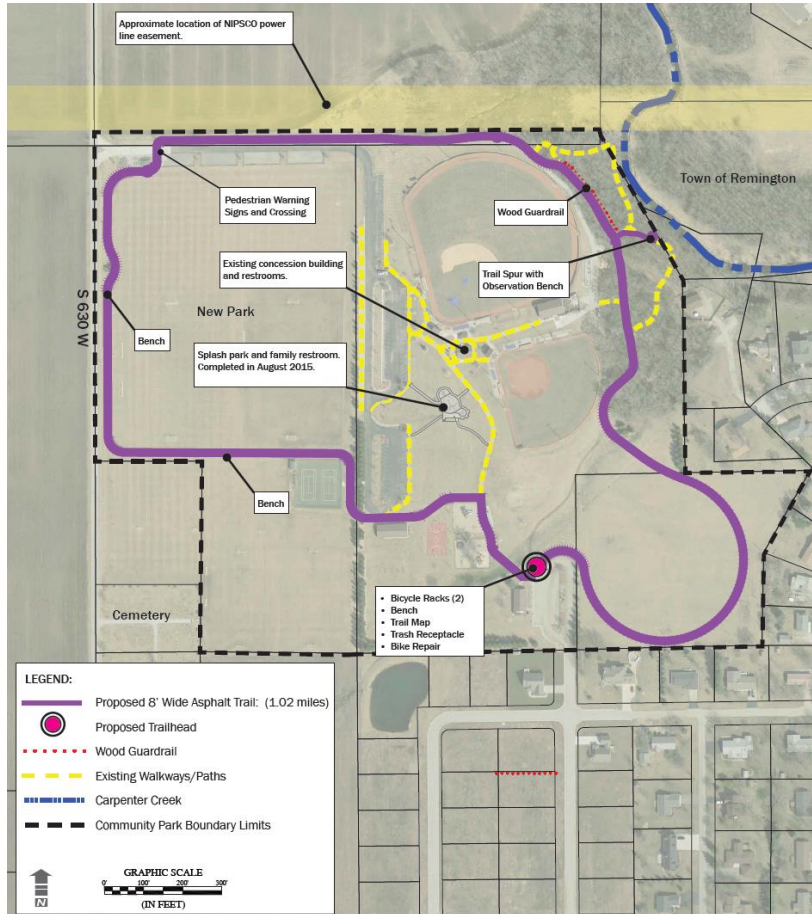 Approximate location of NIPSCO power
line easement.
Town of Remington
Pedestrian Warning
Signs and Crossing
Wood Guardrail
Existing concession building
and restrooms.
Trail Spur with
Observation Bench
S 630 W
New Park
Bench
Splash park and family restroom.
Completed in August 2015.
Bench
• Bicycle Racks (2)
• Bench
• Trail Map
• Trash Receptacle
• Bike Repair
Cemetery
LEGEND:
Proposed 8' Wide Asphalt Trail: (1.02 miles)
Proposed Trailhead
Wood Guardrail
Existing Walkways/Paths
Carpenter Creek
Community Park Boundary Limits
N
GRAPHIC SCALE
0' 100' 200' 300'
(IN FEET)